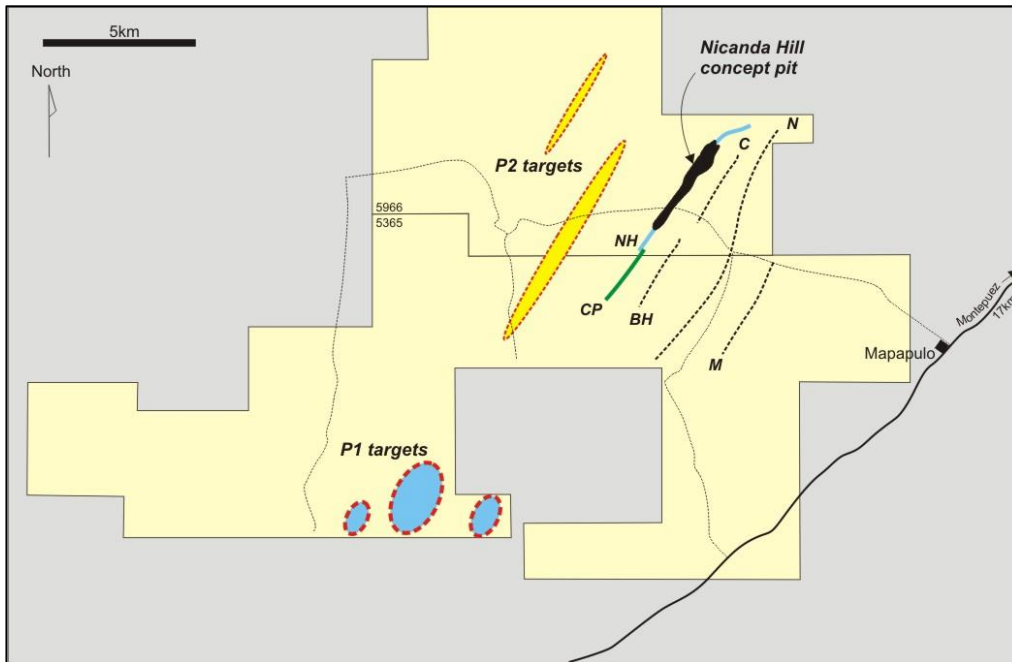 5km
North
Nicanda Hill
concept pit
N
C
P2 targets
5966
5365
NH
CP
BH
M
Montepuez
17km
Mapapulo
P1 targets